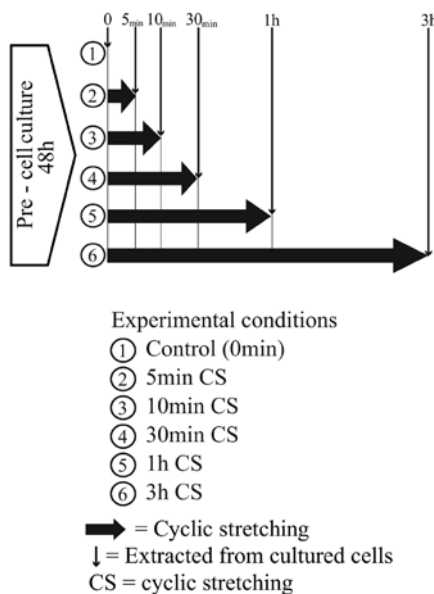 0 5min 10min 30min 1h 3h
Pre - cell culture
48h
①
②
③
④
⑤
⑥
Experimental conditions
① Control (0min)
② 5min CS
③ 10min CS
④ 30min CS
⑤ 1h CS
⑥ 3h CS
= Cyclic stretching
= Extracted from cultured cells
CS = cyclic stretching